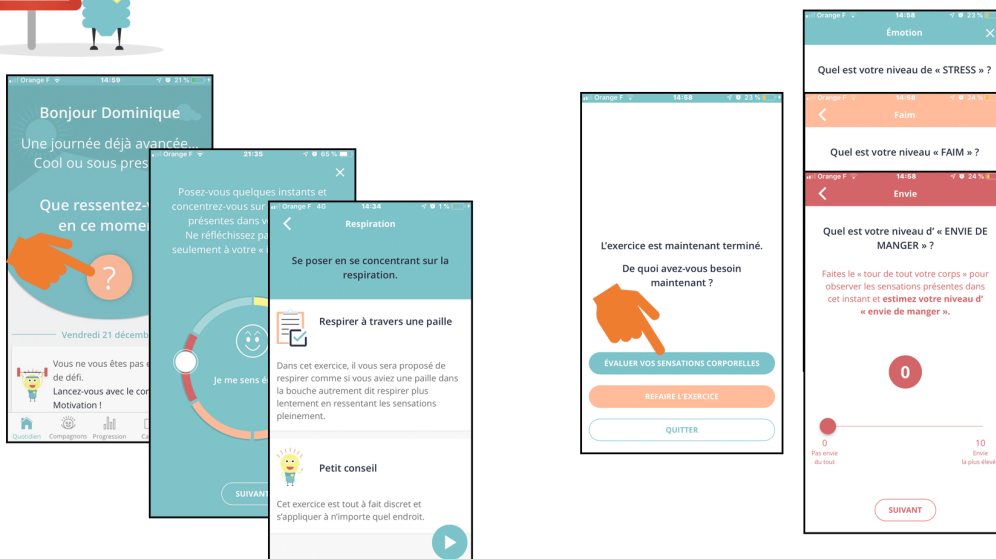 Orange F 14:59 21 %
Bonjour Dominique
Une journée déjà avancée...
Cool ou sous pres
Que ressentez-
en ce mome
?
Vendredi 21 décemb
Vous ne vous êtes pas
de défi.
Lancez-vous avec le
Motivation !
Quotidien Compagnons Progression
Orange F 21:35 65 %
Posez-vous quelques instants et
concentrez-vous sur
présentes dans
Ne réfléchissez
seulement à votre «
Je me sens
SUIVANT
Orange F 4G 14:34 1 %
Respiration
Se poser en se concentrant sur la
respiration.
Respirer à travers une paille
Dans cet exercice, il vous sera proposé de
respirer comme si vous aviez une paille dans
la bouche autrement dit respirer plus
lentement en ressentant les sensations
pleinement.
Petit conseil
Cet exercice est tout à fait discret et
s'appliquer à n'importe quel endroit.
Orange F 14:58 23 %
L'exercice est maintenant terminé.
De quoi avez-vous besoin
maintenant ?
ÉVALUER VOS SENSATIONS CORPORELLES
REFAIRE L'EXERCICE
QUITTER
Orange F 14:58 23 %
Émotion
Quel est votre niveau de « STRESS » ?
Orange F 14:58 24 %
Faim
Quel est votre niveau « FAIM » ?
Orange F 14:58 24 %
Envie
Quel est votre niveau d' « ENVIE DE
MANGER » ?
Faites le « tour de tout votre corps » pour
observer les sensations présentes dans
cet instant et estimez votre niveau d'
« envie de manger ».
0
0 10
Pas envie Envie
du tout la plus élevé
SUIVANT